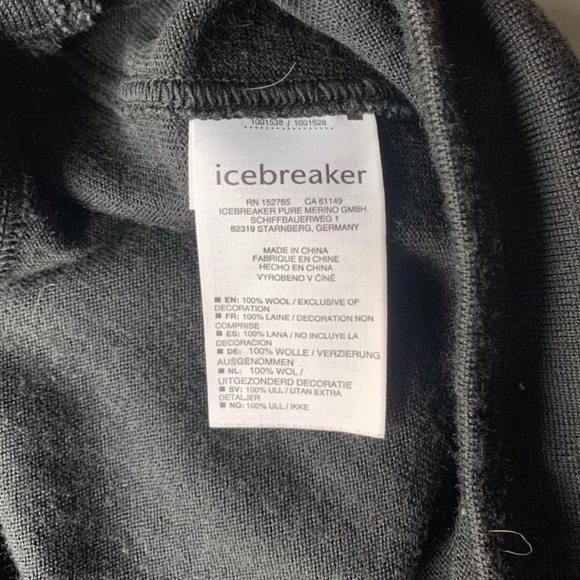 1001538 / 1001528
icebreaker
RN 152785 CA 61149
ICEBREAKER PURE MERINO GMBH.
SCHIFFBAUERWEG 1
82319 STARNBERG, GERMANY
MADE IN CHINA
FABRIQUE EN CHINE
HECHO EN CHINA
VYROBENO V ČÍNĚ
■ EN: 100% WOOL / EXCLUSIVE OF
DECORATION
■ FR: 100% LAINE / DECORATION NON
COMPRISE
■ ES: 100% LANA / NO INCLUYE LA
DECORACION
■ DE: 100% WOLLE / VERZIERUNG
AUSGENOMMEN
■ NL: 100% WOL /
UITGEZONDERD DECORATIE
■ SV: 100% ULL / UTAN EXTRA
DETALJER
■ NO: 100% ULL / IKKE